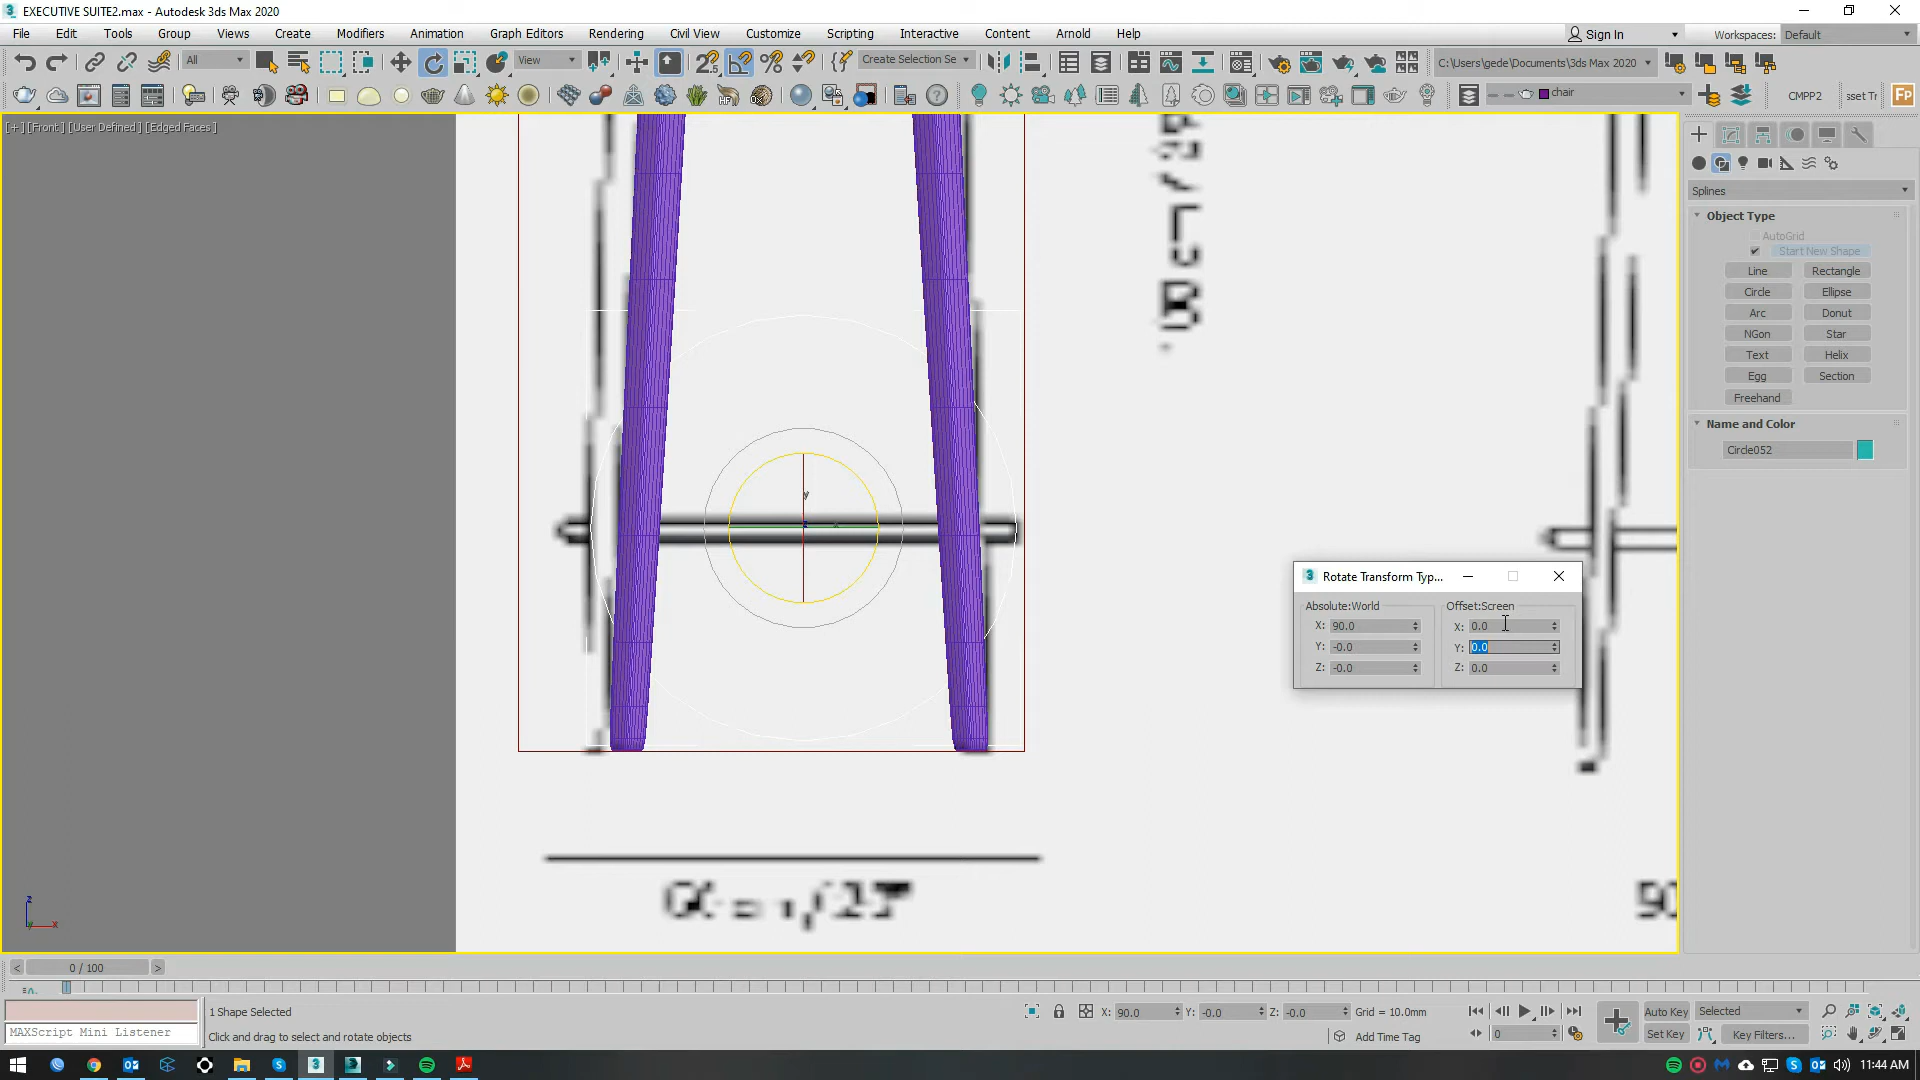 EXECUTIVE SUITE2.max - Autodesk 3ds Max 2020
File Edit Tools Group Views Create Modifiers Animation Graph Editors Rendering Civil View Customize Scripting Interactive Content Arnold Help
Sign In
Workspaces: Default
All
View
Create Selection Se
C:\Users\gede\Documents\3ds Max 2020
chair
CMPP2
sset Tr
Fp
[+] [Front] [User Defined] [Edged Faces]
Splines
Object Type
AutoGrid
Start New Shape
Line Rectangle
Circle Ellipse
Arc Donut
NGon Star
Text Helix
Egg Section
Freehand
Name and Color
Circle052
Rotate Transform Typ...
Absolute:World Offset:Screen
X: 90.0 X: 0.0
Y: -0.0 Y: 0.0
Z: -0.0 Z: 0.0
0 / 100
1 Shape Selected
X: 90.0 Y: -0.0 Z: -0.0 Grid = 10.0mm
Auto Key Selected
MAXScript Mini Listener
Click and drag to select and rotate objects
Add Time Tag
0
Set Key Key Filters...
11:44 AM